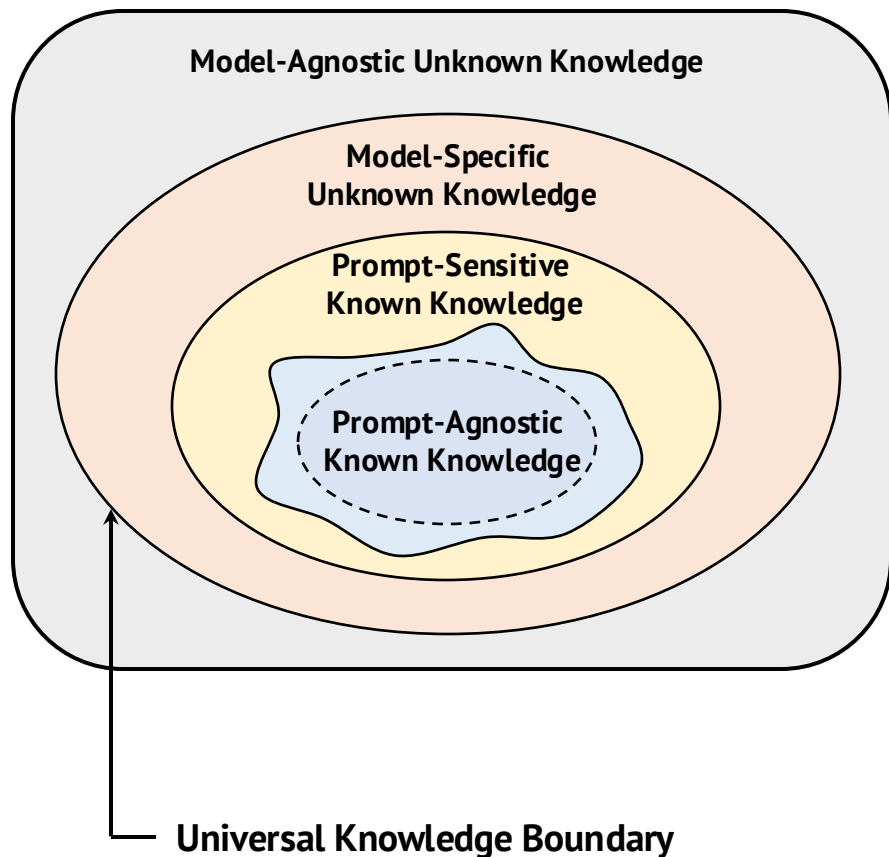 Model-Agnostic Unknown Knowledge
Model-Specific
Unknown Knowledge
Prompt-Sensitive
Known Knowledge
Prompt-Agnostic
Known Knowledge
Universal Knowledge Boundary